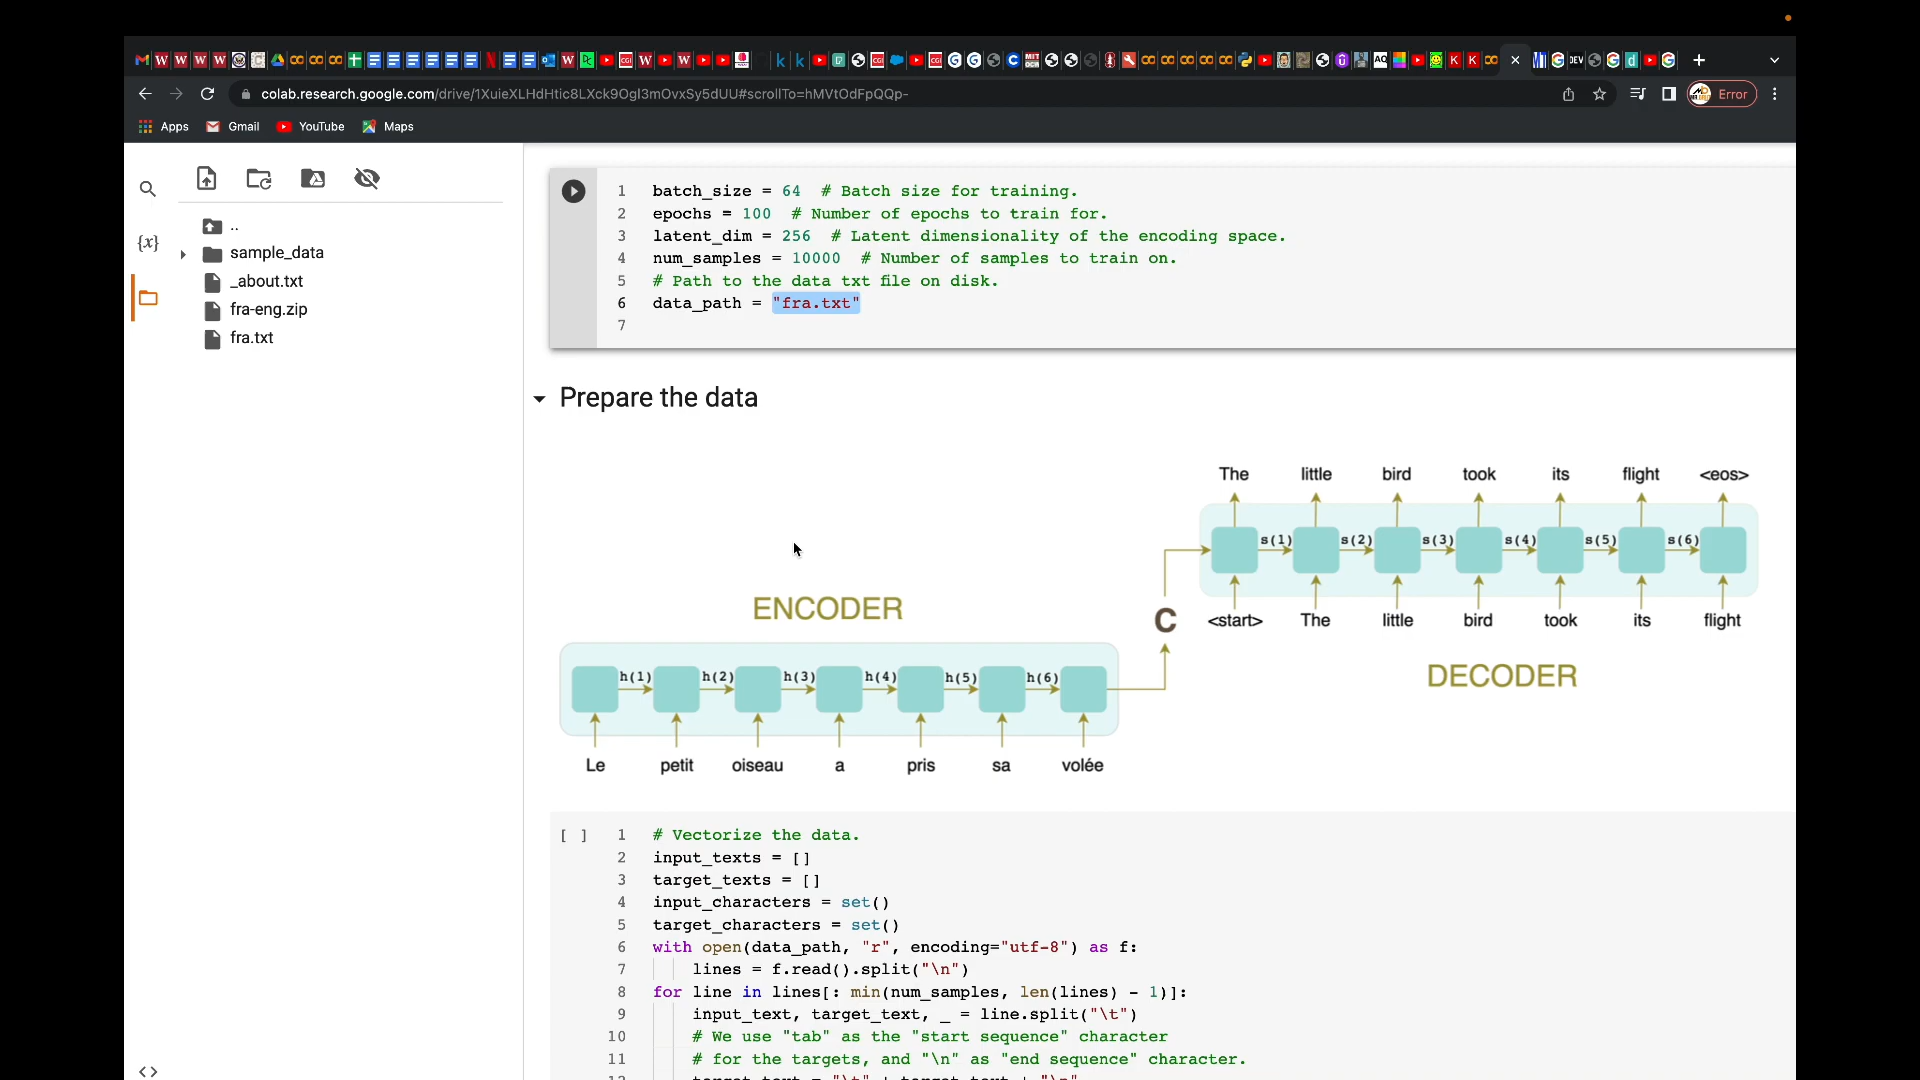 colab.research.google.com/drive/1XuieXLHdHtic8LXck9OgI3mOvxSy5dUU#scrollTo=hMVtOdFpQQp-
Error
Apps Gmail YouTube Maps
..
sample_data
_about.txt
fra-eng.zip
fra.txt
{x}
1 batch_size = 64 # Batch size for training.
2 epochs = 100 # Number of epochs to train for.
3 latent_dim = 256 # Latent dimensionality of the encoding space.
4 num_samples = 10000 # Number of samples to train on.
5 # Path to the data txt file on disk.
6 data_path = "fra.txt"
7
Prepare the data
The little bird took its flight <eos>
s(1) s(2) s(3) s(4) s(5) s(6)
C
<start> The little bird took its flight
DECODER
ENCODER
h(1) h(2) h(3) h(4) h(5) h(6)
Le petit oiseau a pris sa volée
[ ] 1 # Vectorize the data.
2 input_texts = []
3 target_texts = []
4 input_characters = set()
5 target_characters = set()
6 with open(data_path, "r", encoding="utf-8") as f:
7 lines = f.read().split("\n")
8 for line in lines[: min(num_samples, len(lines) - 1)]:
9 input_text, target_text, _ = line.split("\t")
10 # We use "tab" as the "start sequence" character
11 # for the targets, and "\n" as "end sequence" character.